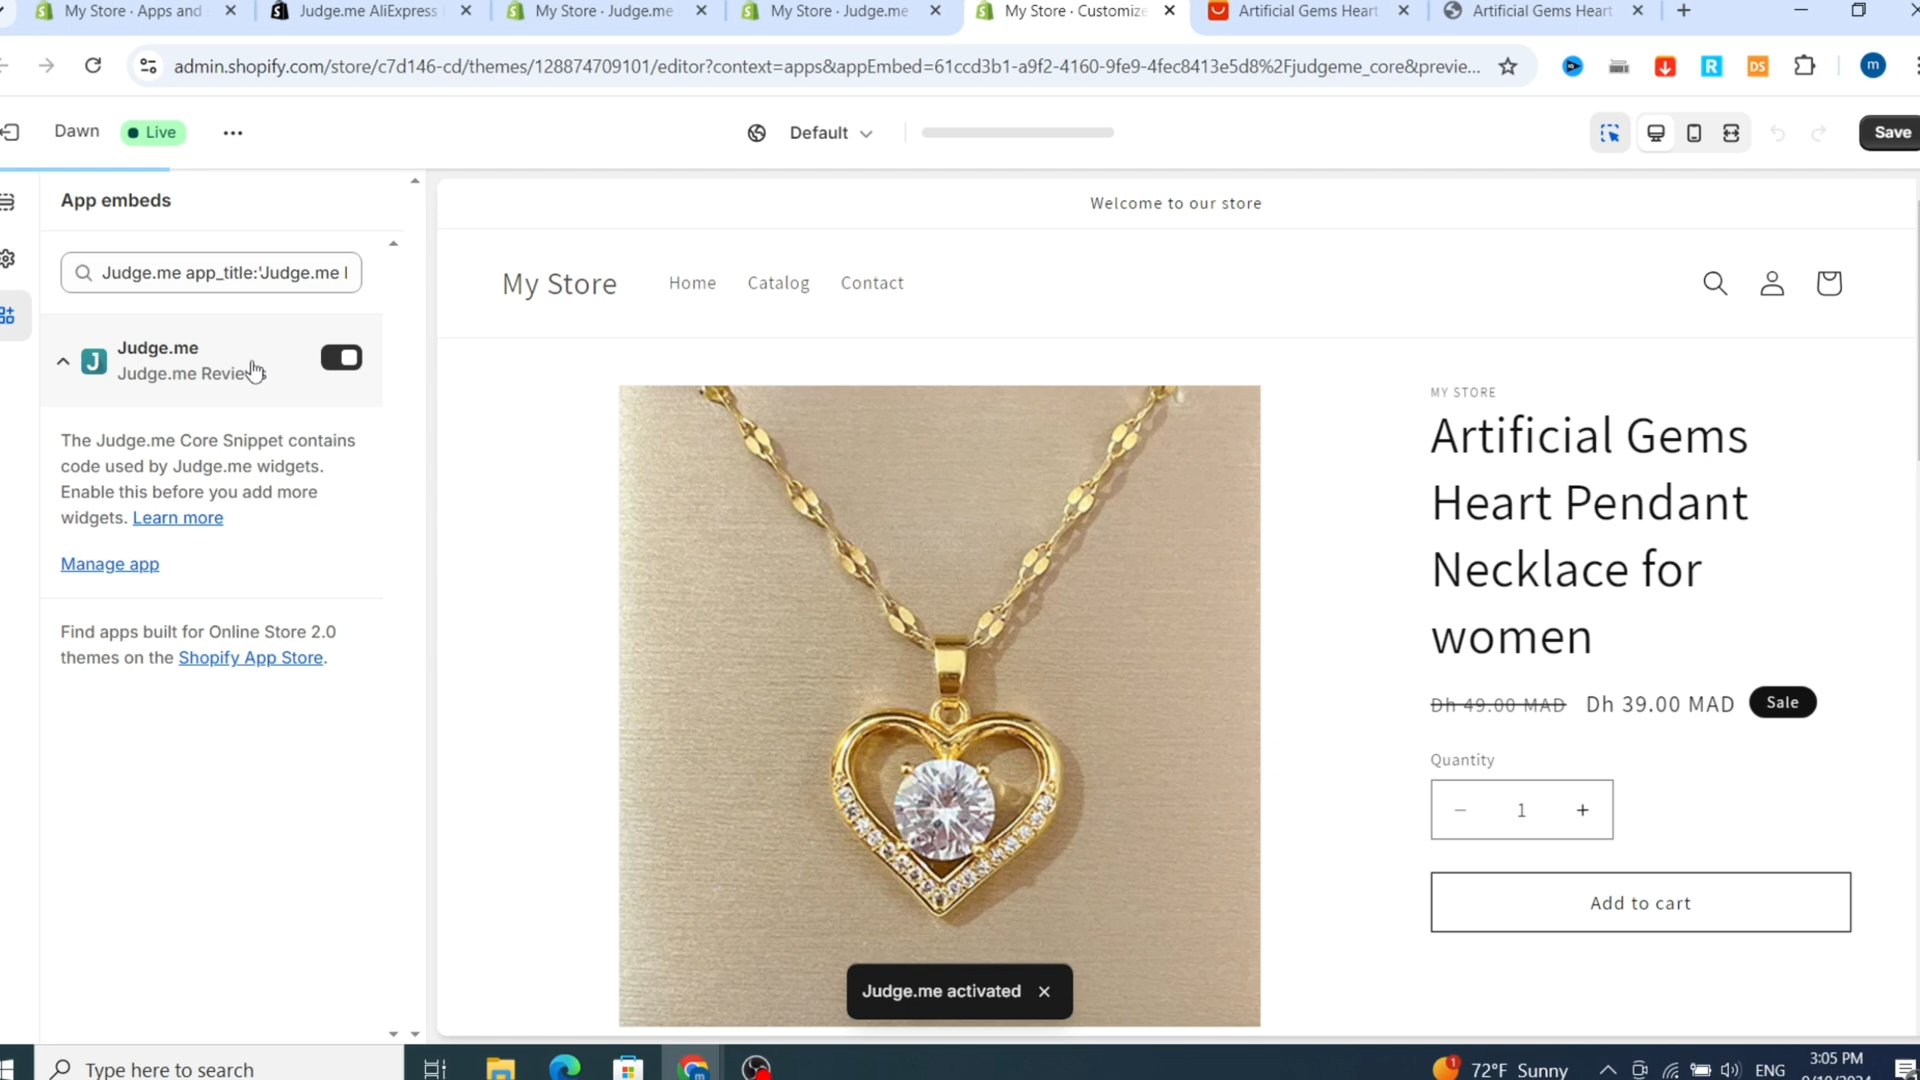 My Store · Apps and
Judge.me AliExpress
My Store · Judge.me
My Store · Judge.me
My Store · Customize
Artificial Gems Heart
Artificial Gems Heart
admin.shopify.com/store/c7d146-cd/themes/128874709101/editor?context=apps&appEmbed=61ccd3b1-a9f2-4160-9fe9-4fec8413e5d8%2Fjudgeme_core&previe...
R
DS
m
Dawn
Live
Default
Save
App embeds
Judge.me app_title:'Judge.me
J
Judge.me
Judge.me Reviews
The Judge.me Core Snippet contains
code used by Judge.me widgets.
Enable this before you add more
widgets. Learn more
Manage app
Find apps built for Online Store 2.0
themes on the Shopify App Store.
Welcome to our store
My Store
Home
Catalog
Contact
MY STORE
Artificial Gems
Heart Pendant
Necklace for
women
Dh 49.00 MAD
Dh 39.00 MAD
Sale
Quantity
1
Add to cart
Judge.me activated
Type here to search
1
72°F Sunny
ENG
3:05 PM